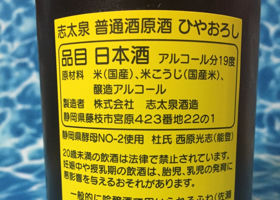 志太泉 普通酒原酒 ひやおろし
品目 日本酒 アルコール分19度
原材料 米(国産)、米こうじ(国産米)、
醸造アルコール
製造者 株式会社 志太泉酒造
静岡県藤枝市宮原423番地22の1
静岡県酵母NO-2使用 杜氏 西原光志(能登)
20歳未満の飲酒は法律で禁止されています。
妊娠中や授乳期の飲酒は、胎児、乳児の発育に
悪影響を与えるおそれがあります。